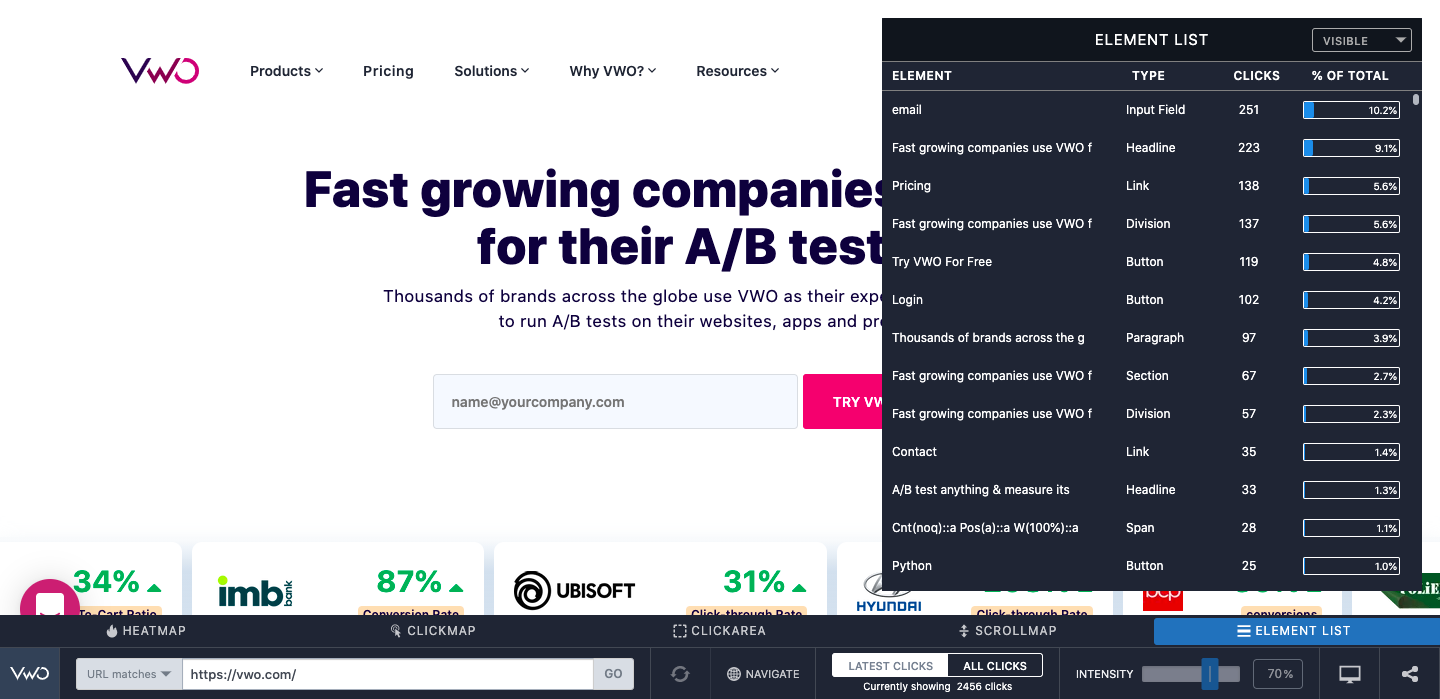 VWO
Products
Pricing
Solutions
Why VWO?
Resources
Fast growing companies
for their A/B test
Thousands of brands across the globe use VWO as their
to run A/B tests on their websites, apps and
name@yourcompany.com
TRY
ELEMENT LIST
VISIBLE
ELEMENT TYPE CLICKS % OF TOTAL
email Input Field 251 10.2%
Fast growing companies use VWO f Headline 223 9.1%
Pricing Link 138 5.6%
Fast growing companies use VWO f Division 137 5.6%
Try VWO For Free Button 119 4.8%
Login Button 102 4.2%
Thousands of brands across the g Paragraph 97 3.9%
Fast growing companies use VWO f Section 67 2.7%
Fast growing companies use VWO f Division 57 2.3%
Contact Link 35 1.4%
A/B test anything & measure its Headline 33 1.3%
Cnt(noq)::a Pos(a)::a W(100%)::a Span 28 1.1%
Python Button 25 1.0%
34%
To-Cart Ratio
imb bank
87%
Conversion Rate
UBISOFT
31%
Click-through Rate
HYUNDAI
Click-through Rate
bcp
conversions
HEATMAP
CLICKMAP
CLICKAREA
SCROLLMAP
ELEMENT LIST
VWO
URL matches
https://vwo.com/
GO
NAVIGATE
LATEST CLICKS
ALL CLICKS
Currently showing 2456 clicks
INTENSITY
70%